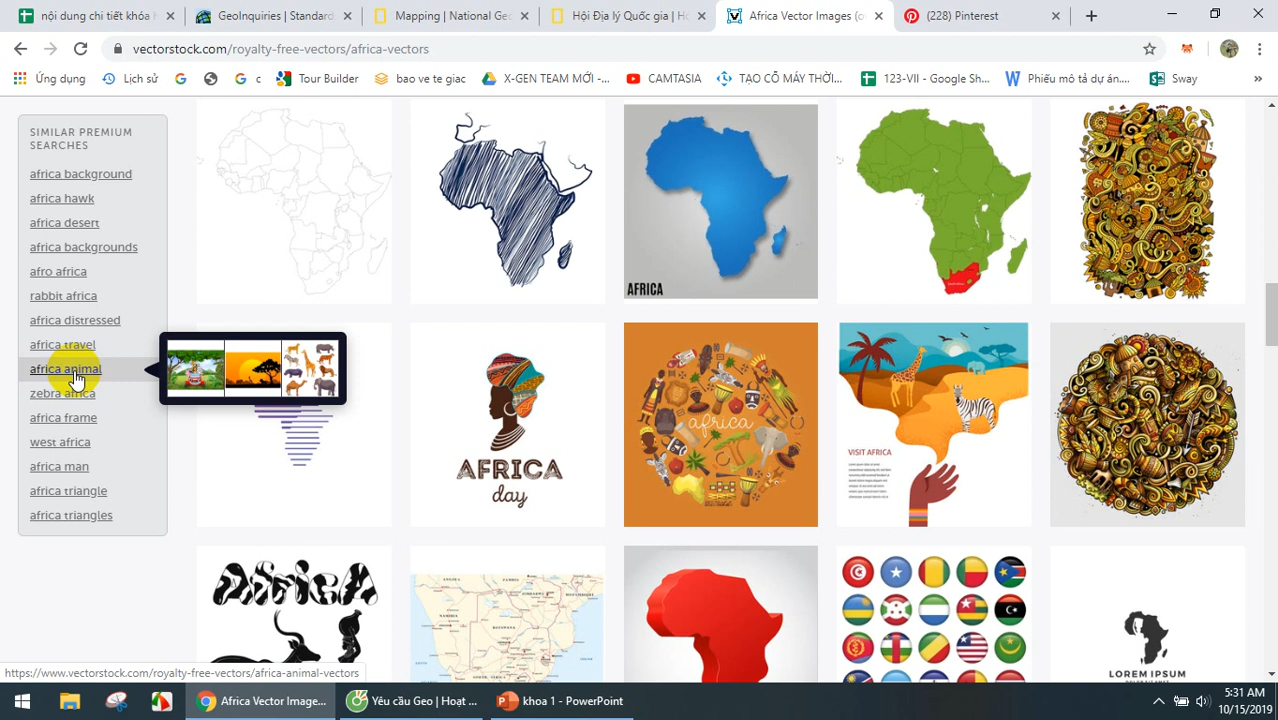 nội dung chi tiết khóa h
GeoInquiries | Standard
Mapping | National Geo
Hội Địa lý Quốc gia | Ho
Africa Vector Images (o
(228) Pinterest
vectorstock.com/royalty-free-vectors/africa-vectors
Ứng dụng
Lịch sử
c
Tour Builder
bao ve te giac
X-GEN TEAM MỚI -...
CAMTASIA
TẠO CỖ MÁY THỜI...
123-VII - Google Sh...
Phiếu mô tả dự án....
Sway
SIMILAR PREMIUM
SEARCHES
africa background
africa hawk
africa desert
africa backgrounds
afro africa
rabbit africa
africa distressed
africa travel
africa animal
zebra africa
africa frame
west africa
africa man
africa triangle
africa triangles
AFRICA
AFRICA
day
africa
VISIT AFRICA
AfricA
LOREM IPSUM
https://www.vectorstock.com/royalty-free-vectors/africa-animal-vectors
Africa Vector Image...
Yêu cầu Geo | Hoạt ...
khoa 1 - PowerPoint
5:31 AM
10/15/2019